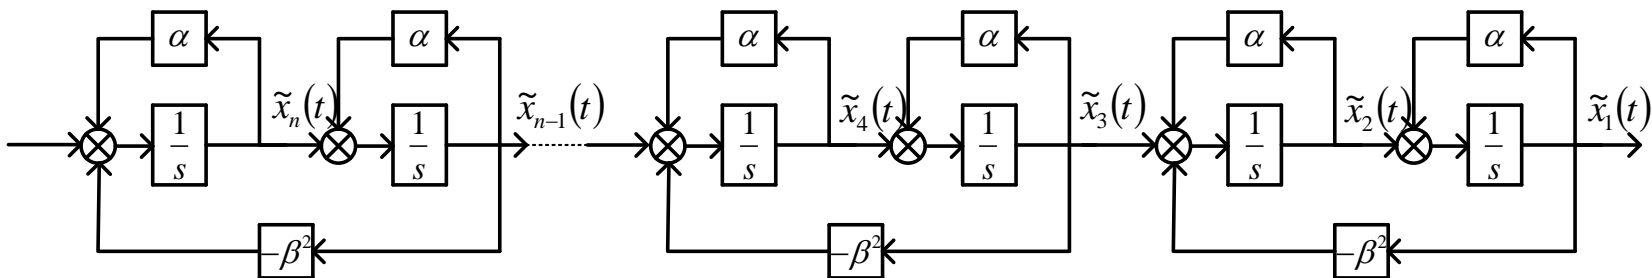 α α α α α α
x̃ₙ(t) x̃ₙ₋₁(t) x̃₄(t) x̃₃(t) x̃₂(t) x̃₁(t)
1/s 1/s 1/s 1/s 1/s 1/s
−β² −β² −β²